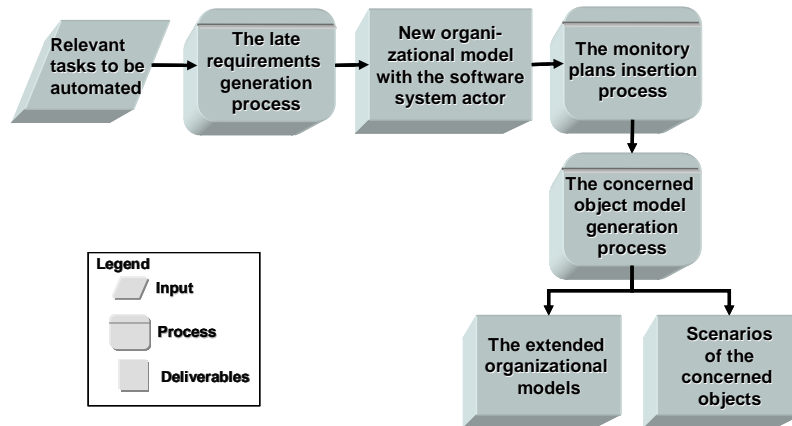 Relevant
tasks to be
automated
The late
requirements
generation
process
New organi-
zational model
with the software
system actor
The monitory
plans insertion
process
The concerned
object model
generation
process
Legend
Input
Process
Deliverables
The extended
organizational
models
Scenarios
of the
concerned
objects